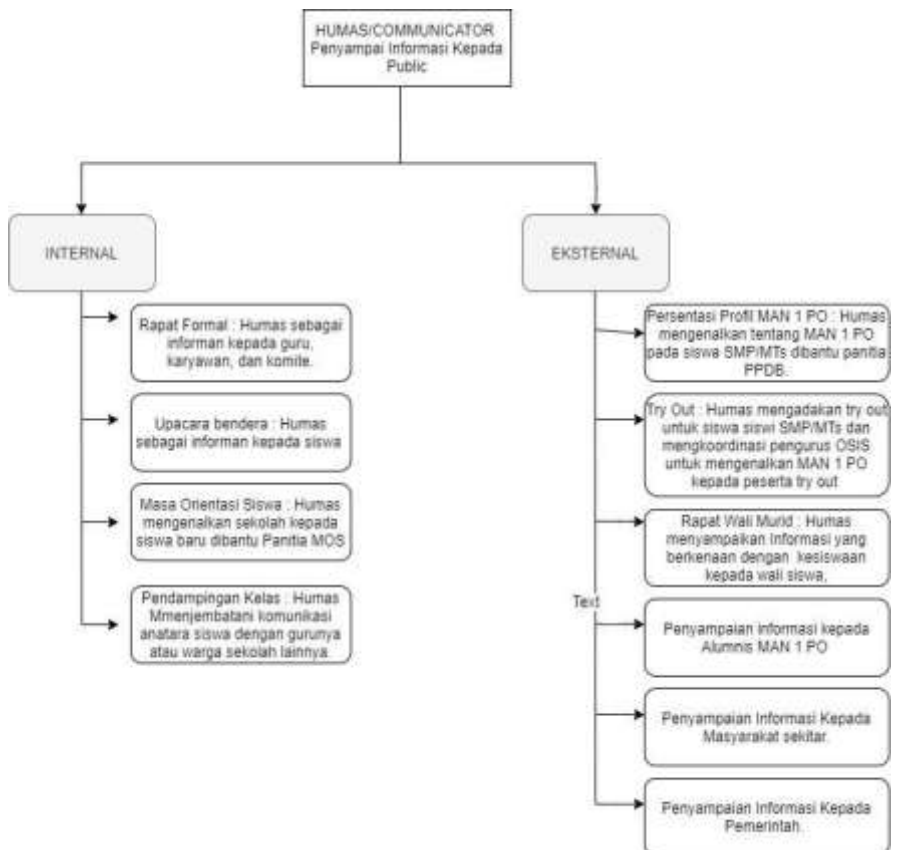 HUMAS/COMMUNICATOR
Penyampai Informasi Kepada
Public
INTERNAL
Rapat Formal : Humas sebagai
informan kepada guru,
karyawan, dan komite.
Upacara bendera : Humas
sebagai informan kepada siswa
Masa Orientasi Siswa : Humas
mengenalkan sekolah kepada
siswa baru dibantu Panitia MOS
Pendampingan Kelas : Humas
Mmenjembatani komunikasi
anatara siswa dengan gurunya
atau warga sekolah lainnya.
EKSTERNAL
Persentasi Profil MAN 1 PO : Humas
mengenalkan tentang MAN 1 PO
pada siswa SMP/MTs dibantu panitia
PPDB.
Try Out : Humas mengadakan try out
untuk siswa siswi SMP/MTs dan
mengkoordinasi pengurus OSIS
untuk mengenalkan MAN 1 PO
kepada peserta try out
Rapat Wali Murid : Humas
menyampaikan Informasi yang
berkenaan dengan kesiswaan
kepada wali siswa,
Text
Penyampaian informasi kepada
Alumnis MAN 1 PO
Penyampaian Informasi Kepada
Masyarakat sekitar.
Penyampaian Informasi Kepada
Pemerintah.